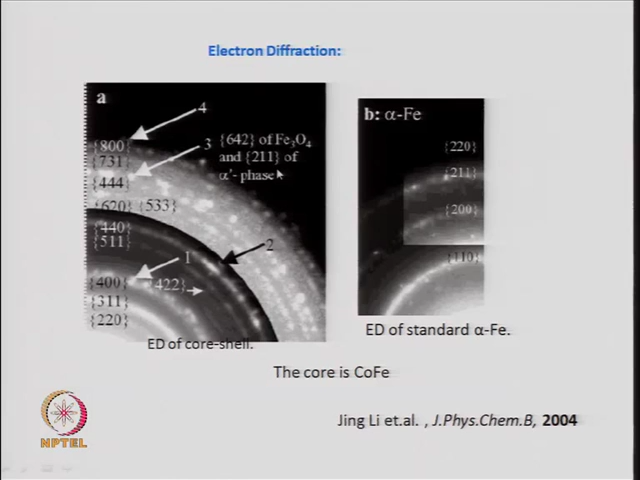 Electron Diffraction:
a
4
{800}
3
{731}
{642} of Fe3O4
and {211} of
α'- phase
{444}
{620} {533}
{440}
2
{511}
1
{400}
{422}
{311}
{220}
b: α-Fe
{220}
{211}
{200}
{110}
ED of core-shell.
ED of standard α-Fe.
The core is CoFe
Jing Li et.al. , J.Phys.Chem.B, 2004
NPTEL